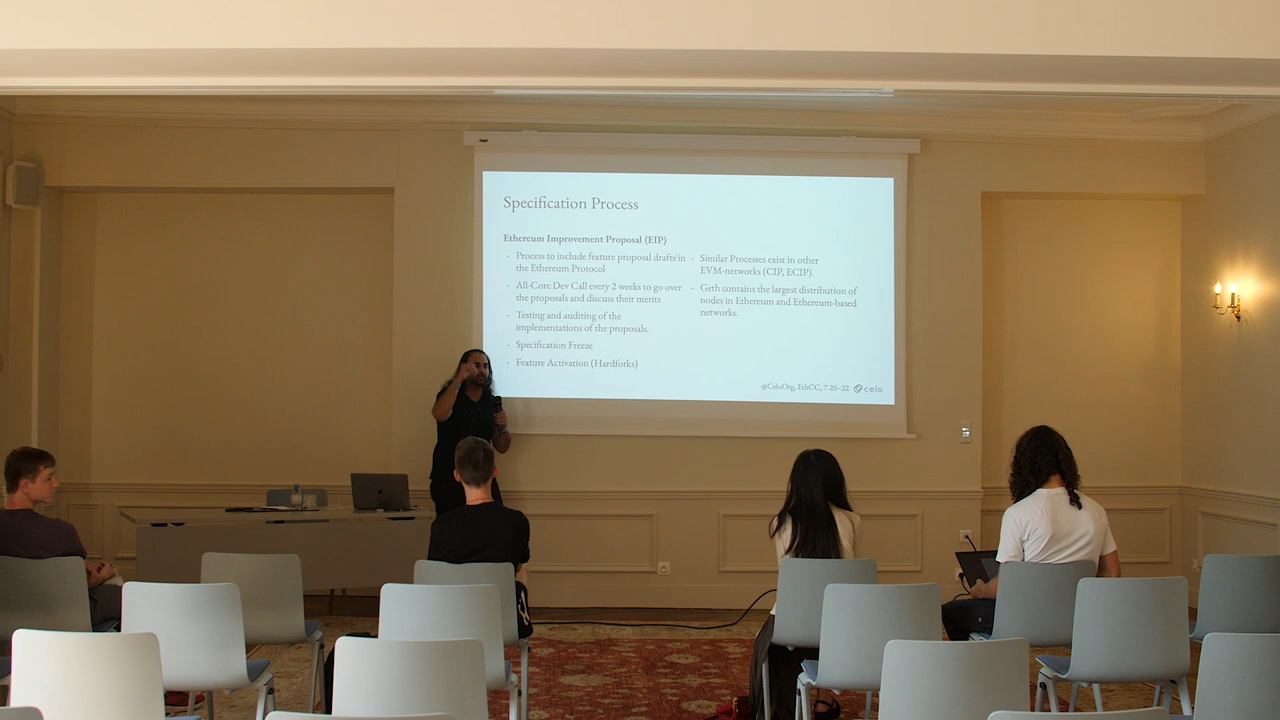 Specification Process
Ethereum Improvement Proposal (EIP)
- Process to include feature proposal drafts in
the Ethereum Protocol
- All-Core Dev Call every 2 weeks to go over
the proposals and discuss their merits
- Testing and auditing of the
implementations of the proposals.
- Specification Freeze
- Feature Activation (Hardforks)
- Similar Processes exist in other
EVM-networks (CIP, ECIP).
- Geth contains the largest distribution of
nodes in Ethereum and Ethereum-based
networks.
@CeloOrg, EthCC, 7.20–22 celo